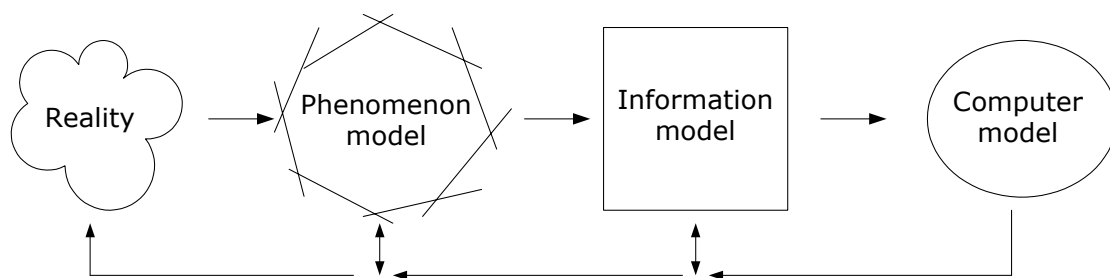 Reality
Phenomenon
model
Information
model
Computer
model